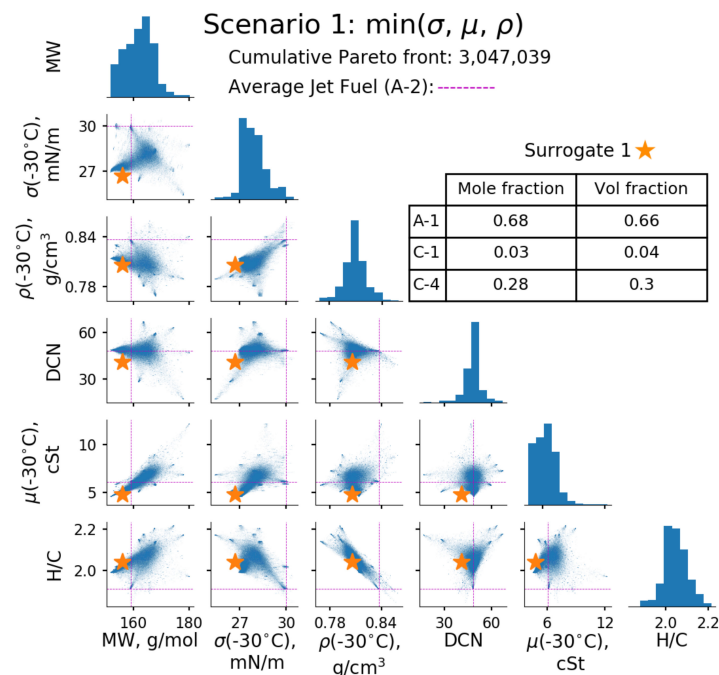 Scenario 1: min(σ, μ, ρ)
Cumulative Pareto front: 3,047,039
Average Jet Fuel (A-2):
MW
σ(-30°C),
mN/m
30
27
Surrogate 1
Mole fraction Vol fraction
A-1 0.68 0.66
C-1 0.03 0.04
C-4 0.28 0.3
ρ(-30°C),
g/cm³
0.84
0.78
DCN
60
30
μ(-30°C),
cSt
10
5
H/C
2.2
2.0
160 180
27 30
0.78 0.84
30 60
6 12
2.0 2.2
MW, g/mol
σ(-30°C),
mN/m
ρ(-30°C),
g/cm³
DCN
μ(-30°C),
cSt
H/C